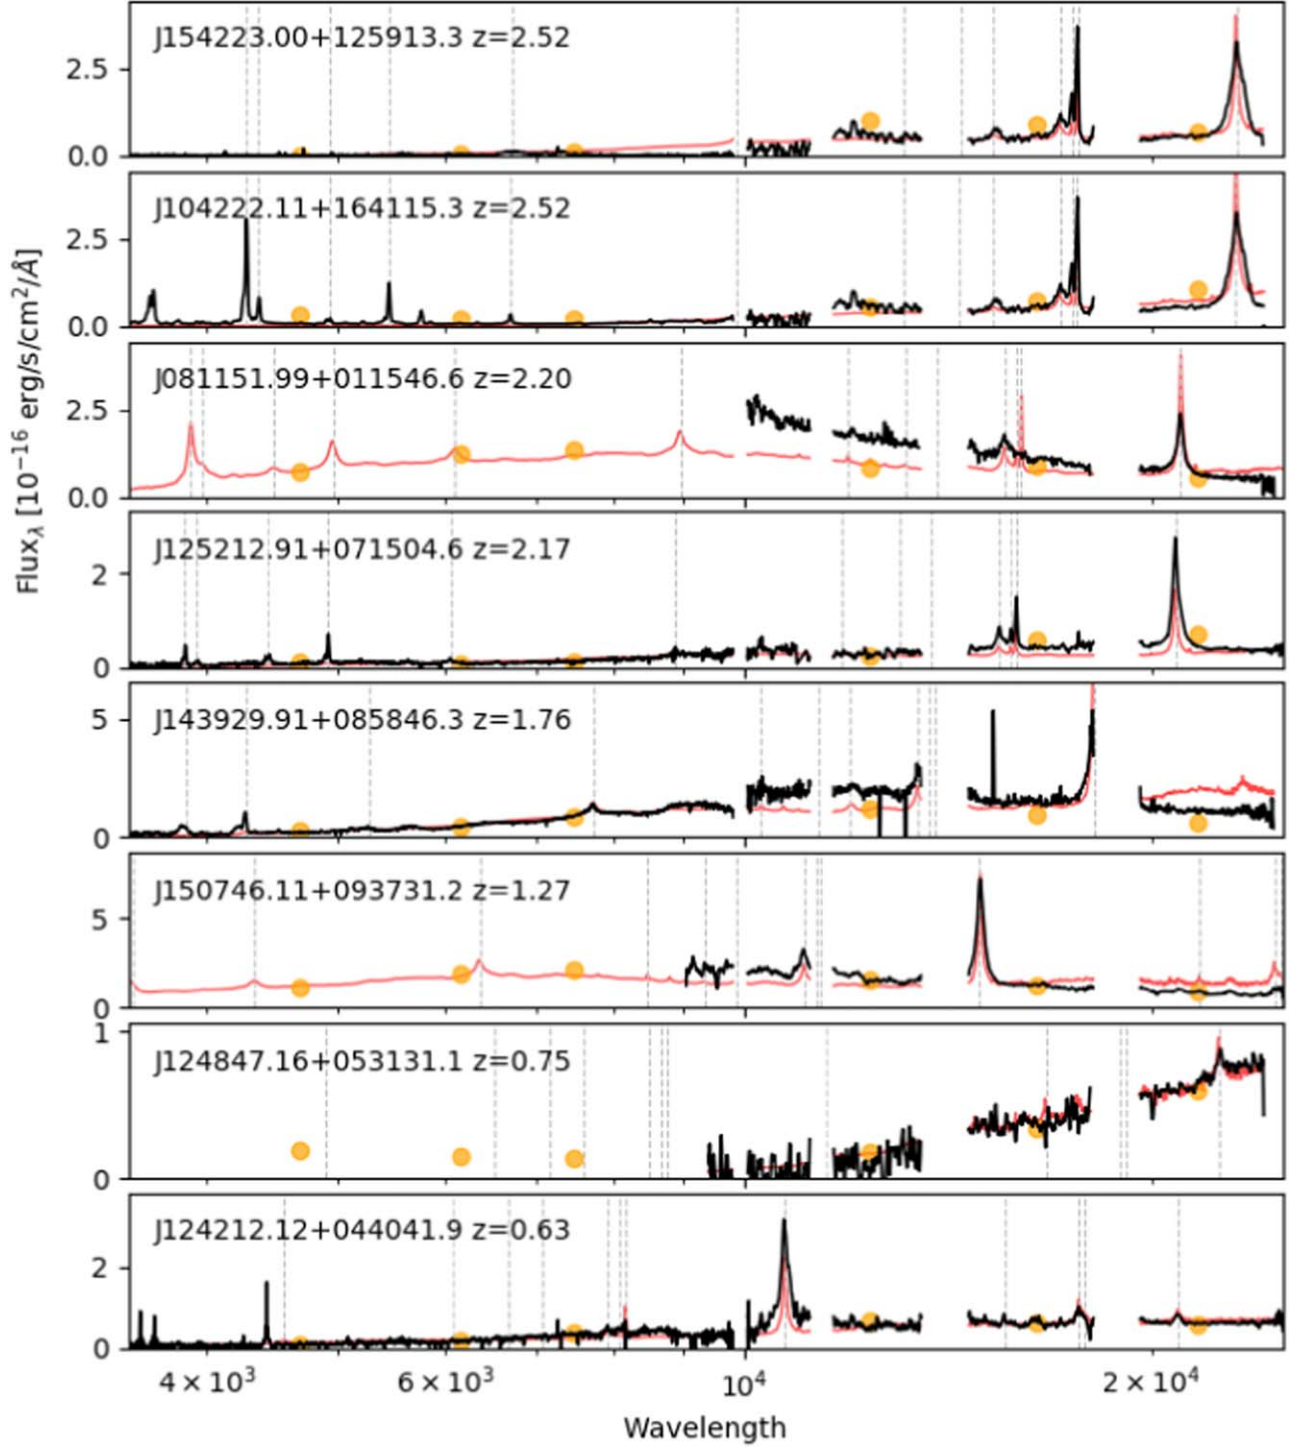 J154223.00+125913.3 z=2.52
2.5
0.0
J104222.11+164115.3 z=2.52
2.5
0.0
J081151.99+011546.6 z=2.20
2.5
0.0
J125212.91+071504.6 z=2.17
2
0
J143929.91+085846.3 z=1.76
5
0
J150746.11+093731.2 z=1.27
5
0
J124847.16+053131.1 z=0.75
1
0
J124212.12+044041.9 z=0.63
2
0
4 × 10³ 6 × 10³ 10⁴ 2 × 10⁴
Wavelength
Flux_λ [10⁻¹⁶ erg/s/cm²/Å]